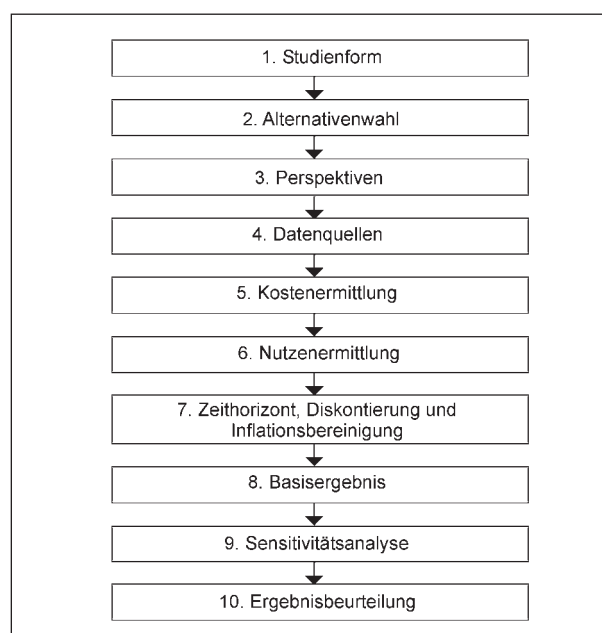 1. Studienform
2. Alternativenwahl
3. Perspektiven
4. Datenquellen
5. Kostenermittlung
6. Nutzenermittlung
7. Zeithorizont, Diskontierung und
Inflationsbereinigung
8. Basisergebnis
9. Sensitivitätsanalyse
10. Ergebnisbeurteilung